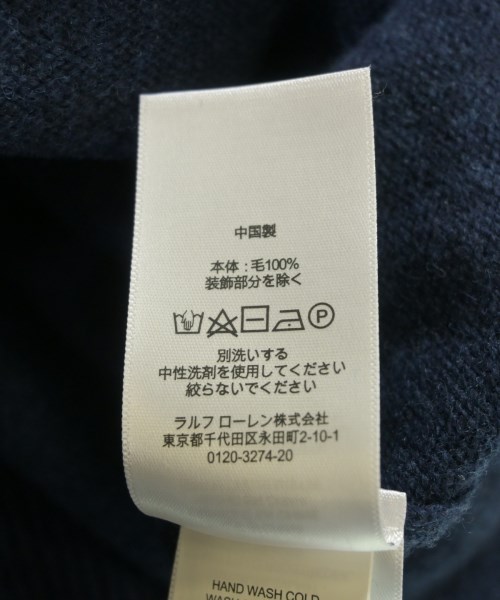 中国製
本体 : 毛100%
装飾部分を除く
P
別洗いする
中性洗剤を使用してください
絞らないでください
ラルフ ローレン株式会社
東京都千代田区永田町2-10-1
0120-3274-20
HAND WASH COLD